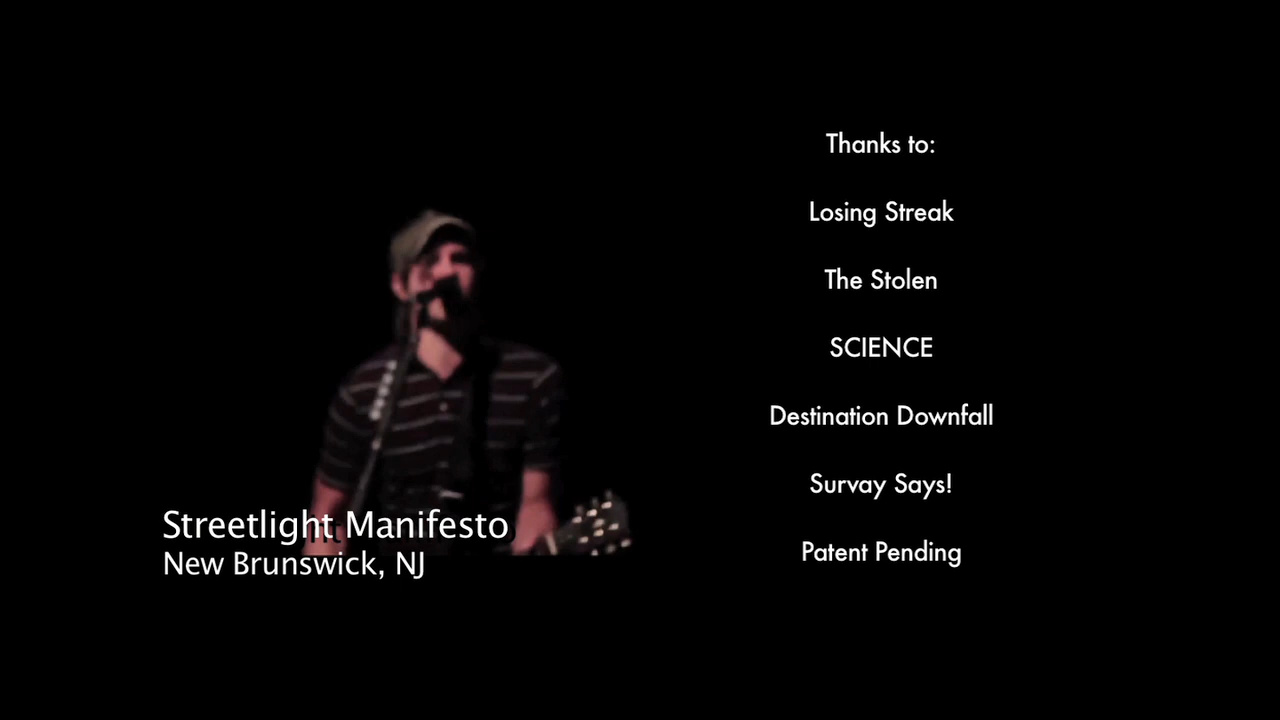 Thanks to:
Losing Streak
The Stolen
SCIENCE
Destination Downfall
Survay Says!
Patent Pending
Streetlight Manifesto
New Brunswick, NJ